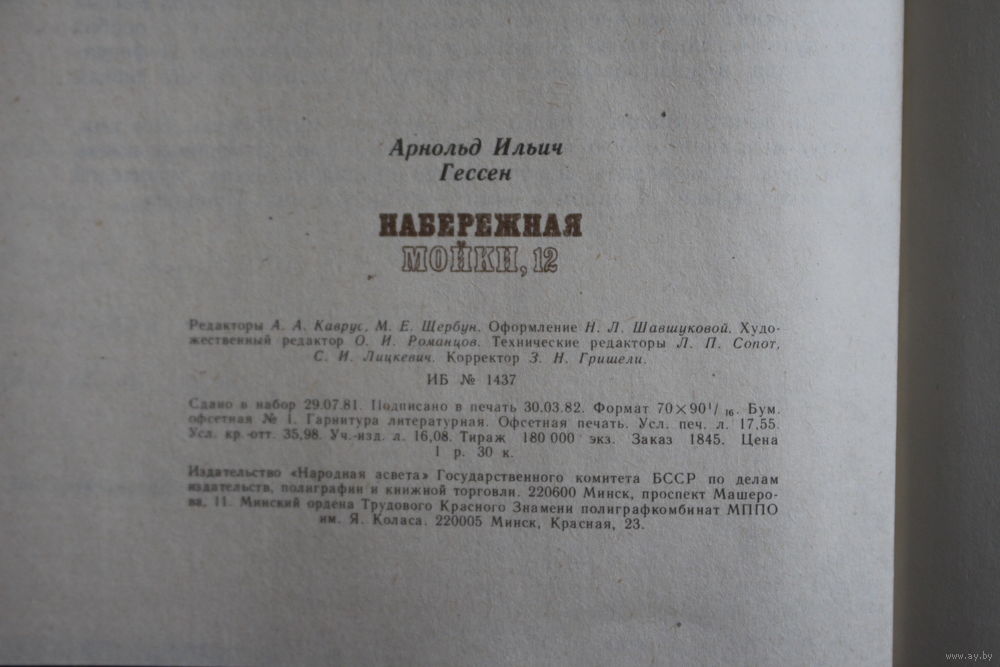 Арнольд Ильич
Гессен
НАБЕРЕЖНАЯ
МОЙКИ, 12
Редакторы А. А. Каврус, М. Е. Щербун. Оформление Н. Л. Шавшуковой. Худо-
жественный редактор О. И. Романцов. Технические редакторы Л. П. Сопот,
С. И. Лицкевич. Корректор З. Н. Гришели.
ИБ № 1437
Сдано в набор 29.07.81. Подписано в печать 30.03.82. Формат 70×90¹/₁₆. Бум.
офсетная № 1. Гарнитура литературная. Офсетная печать. Усл. печ. л. 17,55.
Усл. кр.-отт. 35,98. Уч.-изд. л. 16,08. Тираж 180 000 экз. Заказ 1845. Цена
1 р. 30 к.
Издательство «Народная асвета» Государственного комитета БССР по делам
издательств, полиграфии и книжной торговли. 220600 Минск, проспект Машеро-
ва, 11. Минский ордена Трудового Красного Знамени полиграфкомбинат МППО
им. Я. Коласа. 220005 Минск, Красная, 23.
www.ay.by